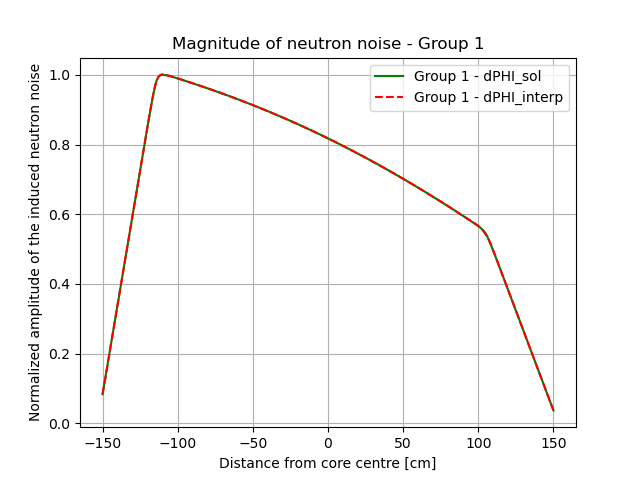 Magnitude of neutron noise - Group 1
Normalized amplitude of the induced neutron noise
1.0
0.8
0.6
0.4
0.2
0.0
Group 1 - dPHI_sol
Group 1 - dPHI_interp
−150
−100
−50
0
50
100
150
Distance from core centre [cm]